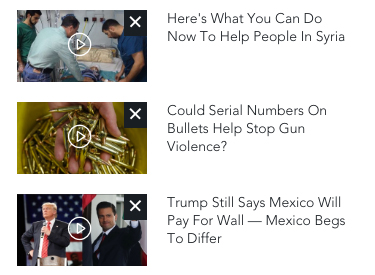 Here's What You Can Do
Now To Help People In Syria
Could Serial Numbers On
Bullets Help Stop Gun
Violence?
Trump Still Says Mexico Will
Pay For Wall — Mexico Begs
To Differ